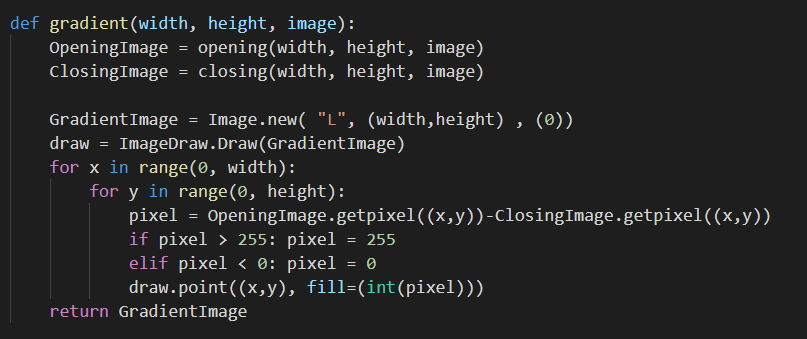 def gradient(width, height, image):
    OpeningImage = opening(width, height, image)
    ClosingImage = closing(width, height, image)

    GradientImage = Image.new( "L", (width,height) , (0))
    draw = ImageDraw.Draw(GradientImage)
    for x in range(0, width):
        for y in range(0, height):
            pixel = OpeningImage.getpixel((x,y))-ClosingImage.getpixel((x,y))
            if pixel > 255: pixel = 255
            elif pixel < 0: pixel = 0
            draw.point((x,y), fill=(int(pixel)))
    return GradientImage